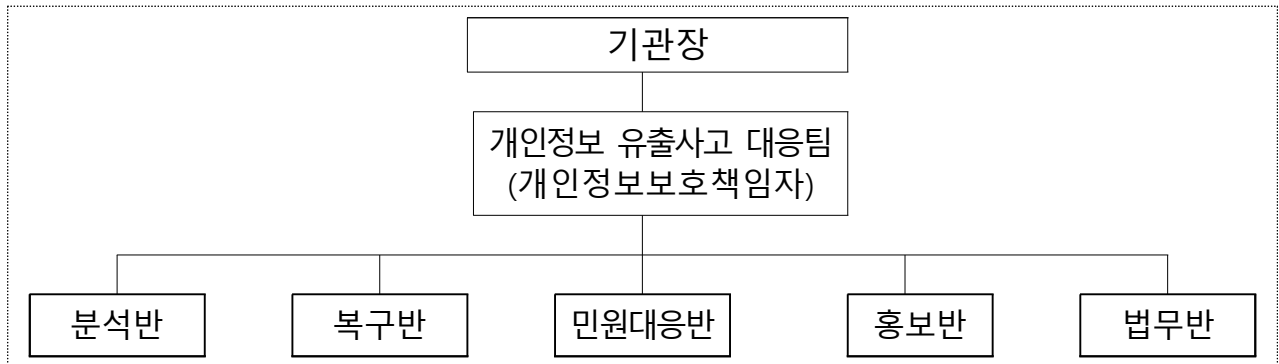 기관장
개인정보 유출사고 대응팀
(개인정보보호책임자)
분석반
복구반
민원대응반
홍보반
법무반